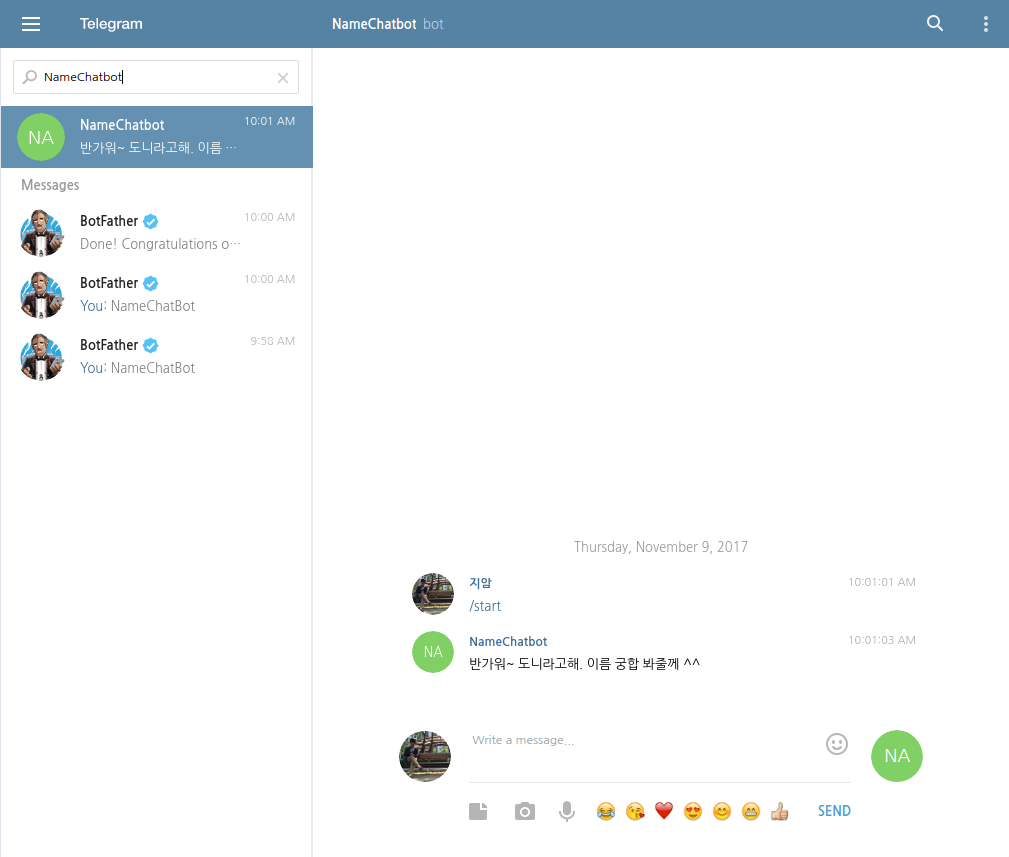 Telegram
NameChatbot bot
NameChatbot
NA
NameChatbot 10:01 AM
반가워~ 도니라고해. 이름 ...
Messages
BotFather 10:00 AM
Done! Congratulations o...
BotFather 10:00 AM
You: NameChatBot
BotFather 9:58 AM
You: NameChatBot
Thursday, November 9, 2017
지암 10:01:01 AM
/start
NA
NameChatbot 10:01:03 AM
반가워~ 도니라고해. 이름 궁합 봐줄께 ^^
Write a message...
NA
SEND